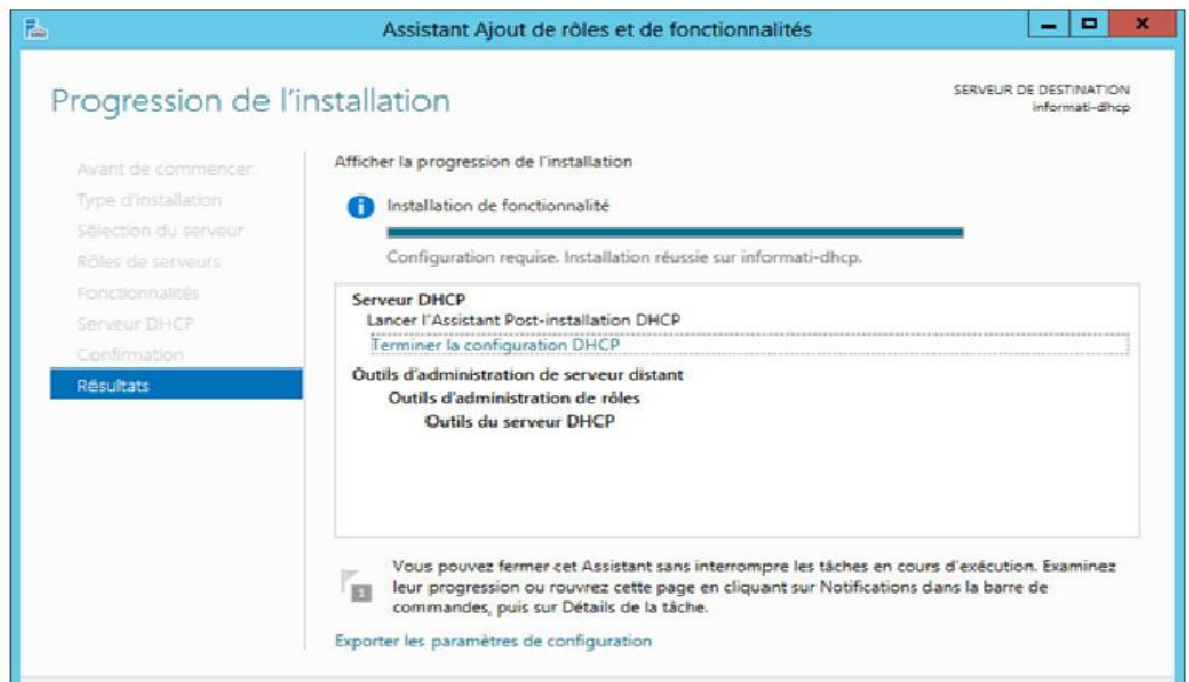 Assistant Ajout de rôles et de fonctionnalités
Progression de l'installation
SERVEUR DE DESTINATION
informati-dhcp
Avant de commencer
Type d'installation
Sélection du serveur
Rôles de serveurs
Fonctionnalités
Serveur DHCP
Confirmation
Résultats
Afficher la progression de l'installation
Installation de fonctionnalité
Configuration requise. Installation réussie sur informati-dhcp.
Serveur DHCP
Lancer l'Assistant Post-installation DHCP
Terminer la configuration DHCP
Outils d'administration de serveur distant
Outils d'administration de rôles
Outils du serveur DHCP
1
Vous pouvez fermer cet Assistant sans interrompre les tâches en cours d'exécution. Examinez
leur progression ou rouvrez cette page en cliquant sur Notifications dans la barre de
commandes, puis sur Détails de la tâche.
Exporter les paramètres de configuration